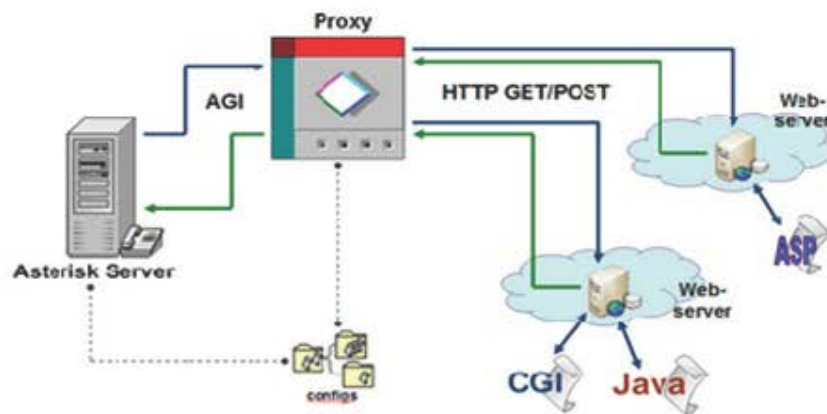 Proxy
AGI
HTTP GET/POST
Web-
server
Asterisk Server
ASP
Web-
server
configs
CGI
Java